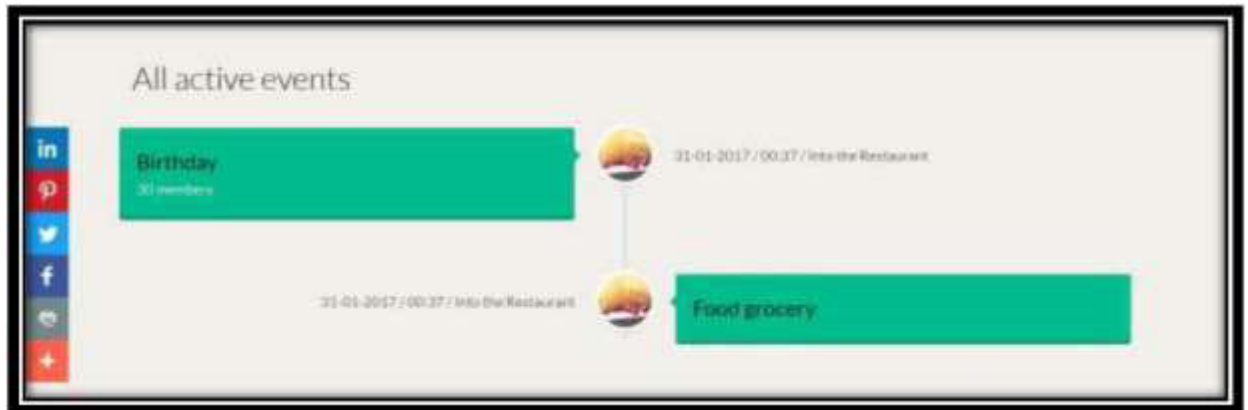 All active events
Birthday
30 members
31-01-2017 / 00:37 / Into the Restaurant
31-01-2017 / 00:37 / Into the Restaurant
Food grocery